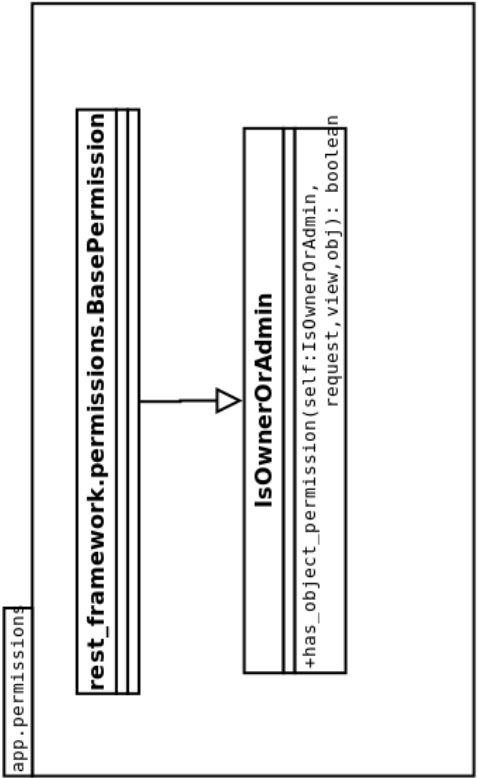 app.permissions
rest_framework.permissions.BasePermission
IsOwnerOrAdmin
+has_object_permission(self:IsOwnerOrAdmin,
request,view,obj): boolean